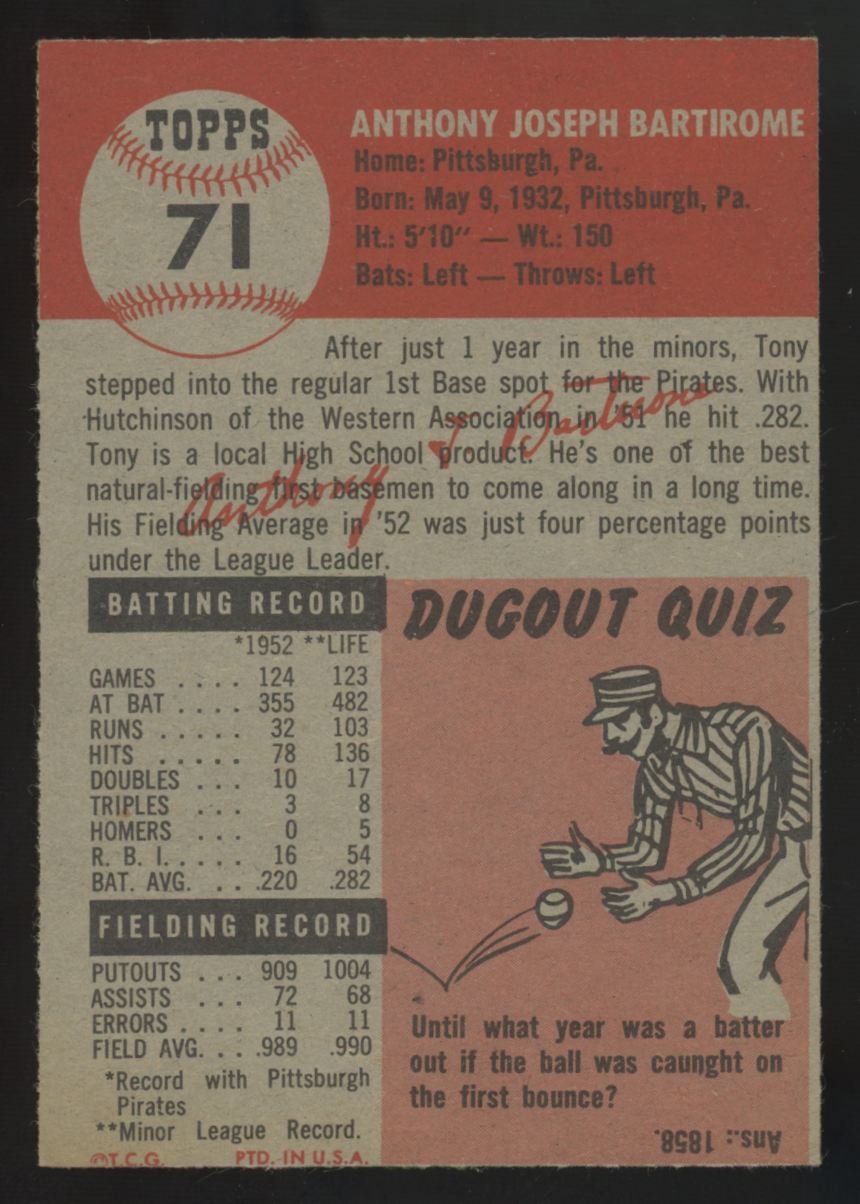 TOPPS
71
ANTHONY JOSEPH BARTIROME
Home: Pittsburgh, Pa.
Born: May 9, 1932, Pittsburgh, Pa.
Ht.: 5'10" — Wt.: 150
Bats: Left — Throws: Left
After just 1 year in the minors, Tony
stepped into the regular 1st Base spot for the Pirates. With
Hutchinson of the Western Association in '51 he hit .282.
Tony is a local High School product. He's one of the best
natural-fielding first basemen to come along in a long time.
His Fielding Average in '52 was just four percentage points
under the League Leader.
Anthony J. Bartirome
BATTING RECORD
*1952 **LIFE
GAMES . . . . 124 123
AT BAT . . . . 355 482
RUNS . . . . . 32 103
HITS . . . . . 78 136
DOUBLES . . . 10 17
TRIPLES . . . 3 8
HOMERS . . . 0 5
R. B. I. . . . . 16 54
BAT. AVG. . . .220 .282
FIELDING RECORD
PUTOUTS . . . 909 1004
ASSISTS . . . 72 68
ERRORS . . . . 11 11
FIELD AVG. . . .989 .990
*Record with Pittsburgh
Pirates
**Minor League Record.
©T.C.G. PTD. IN U.S.A.
DUGOUT QUIZ
Until what year was a batter
out if the ball was caunght on
the first bounce?
Ans.: 1858.